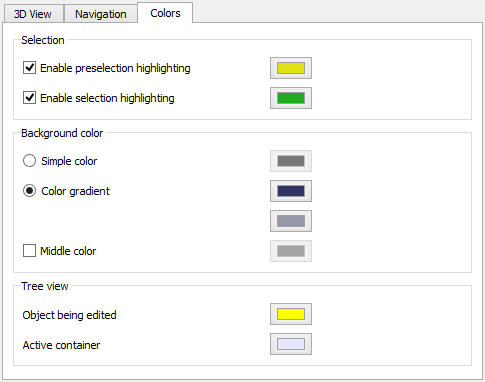 3D View Navigation Colors
Selection
Enable preselection highlighting
Enable selection highlighting
Background color
Simple color
Color gradient
Middle color
Tree view
Object being edited
Active container